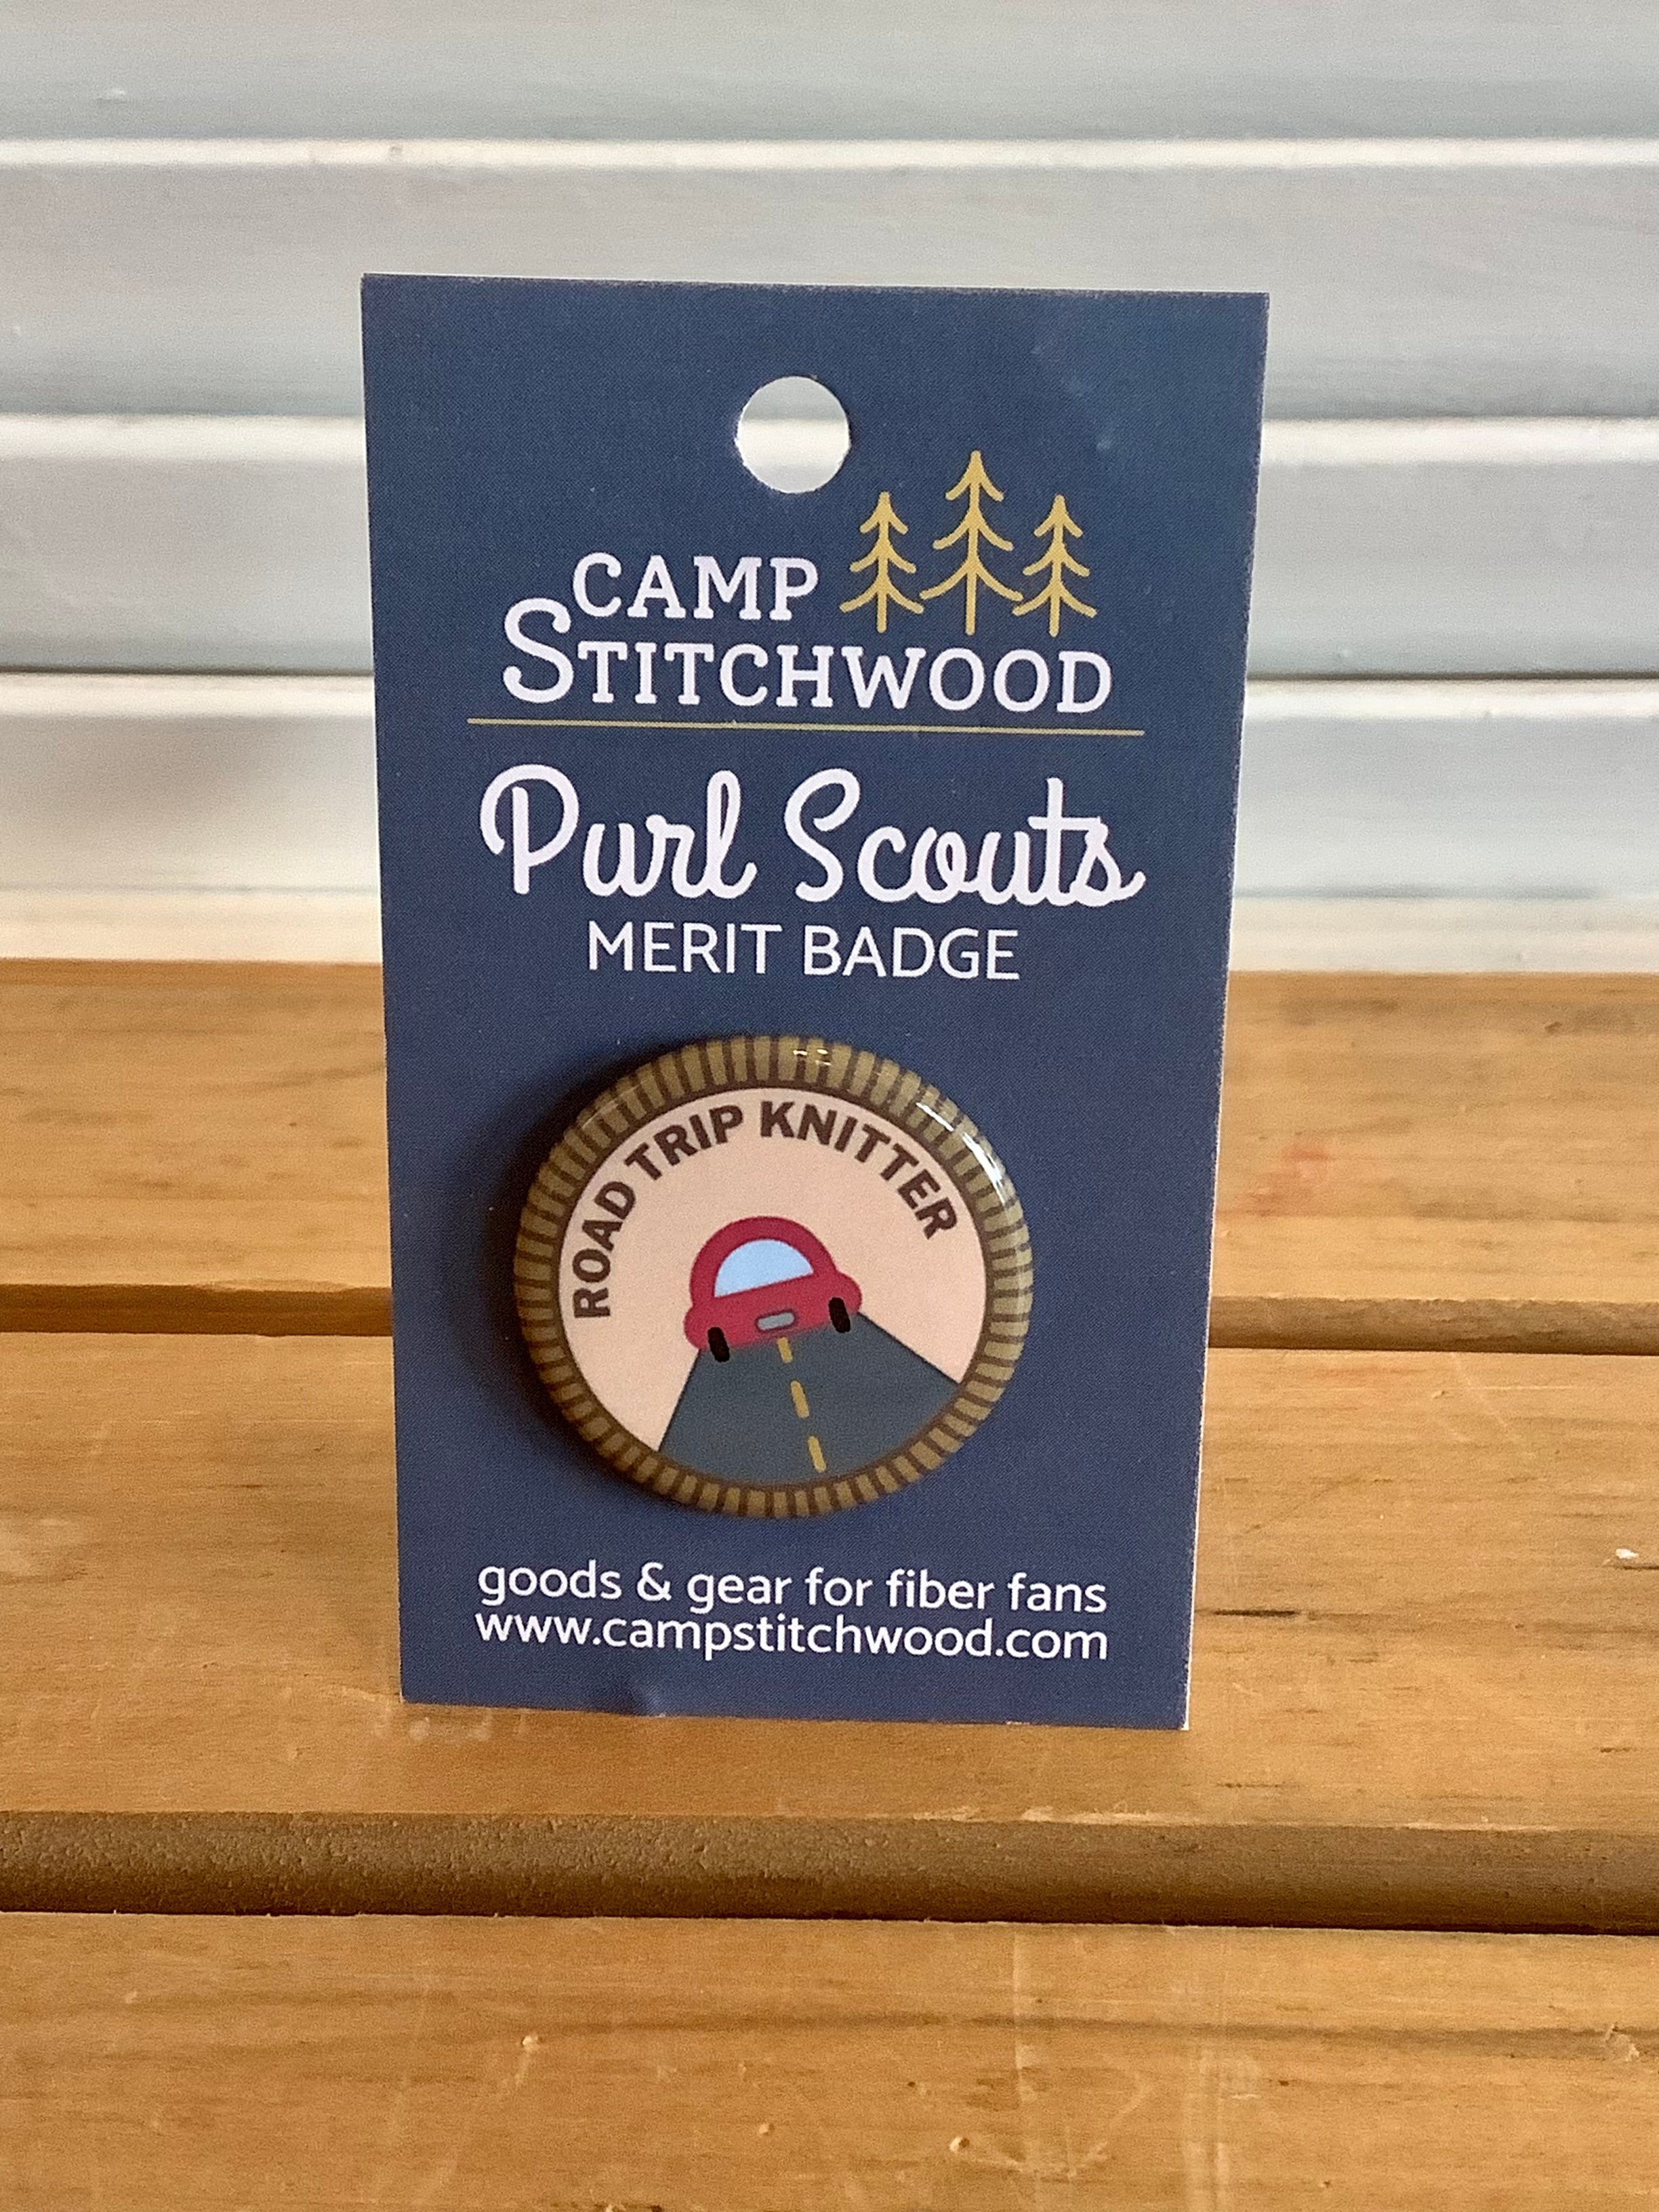 CAMP
STITCHWOOD
Purl Scouts
MERIT BADGE
ROAD TRIP KNITTER
goods & gear for fiber fans
www.campstitchwood.com